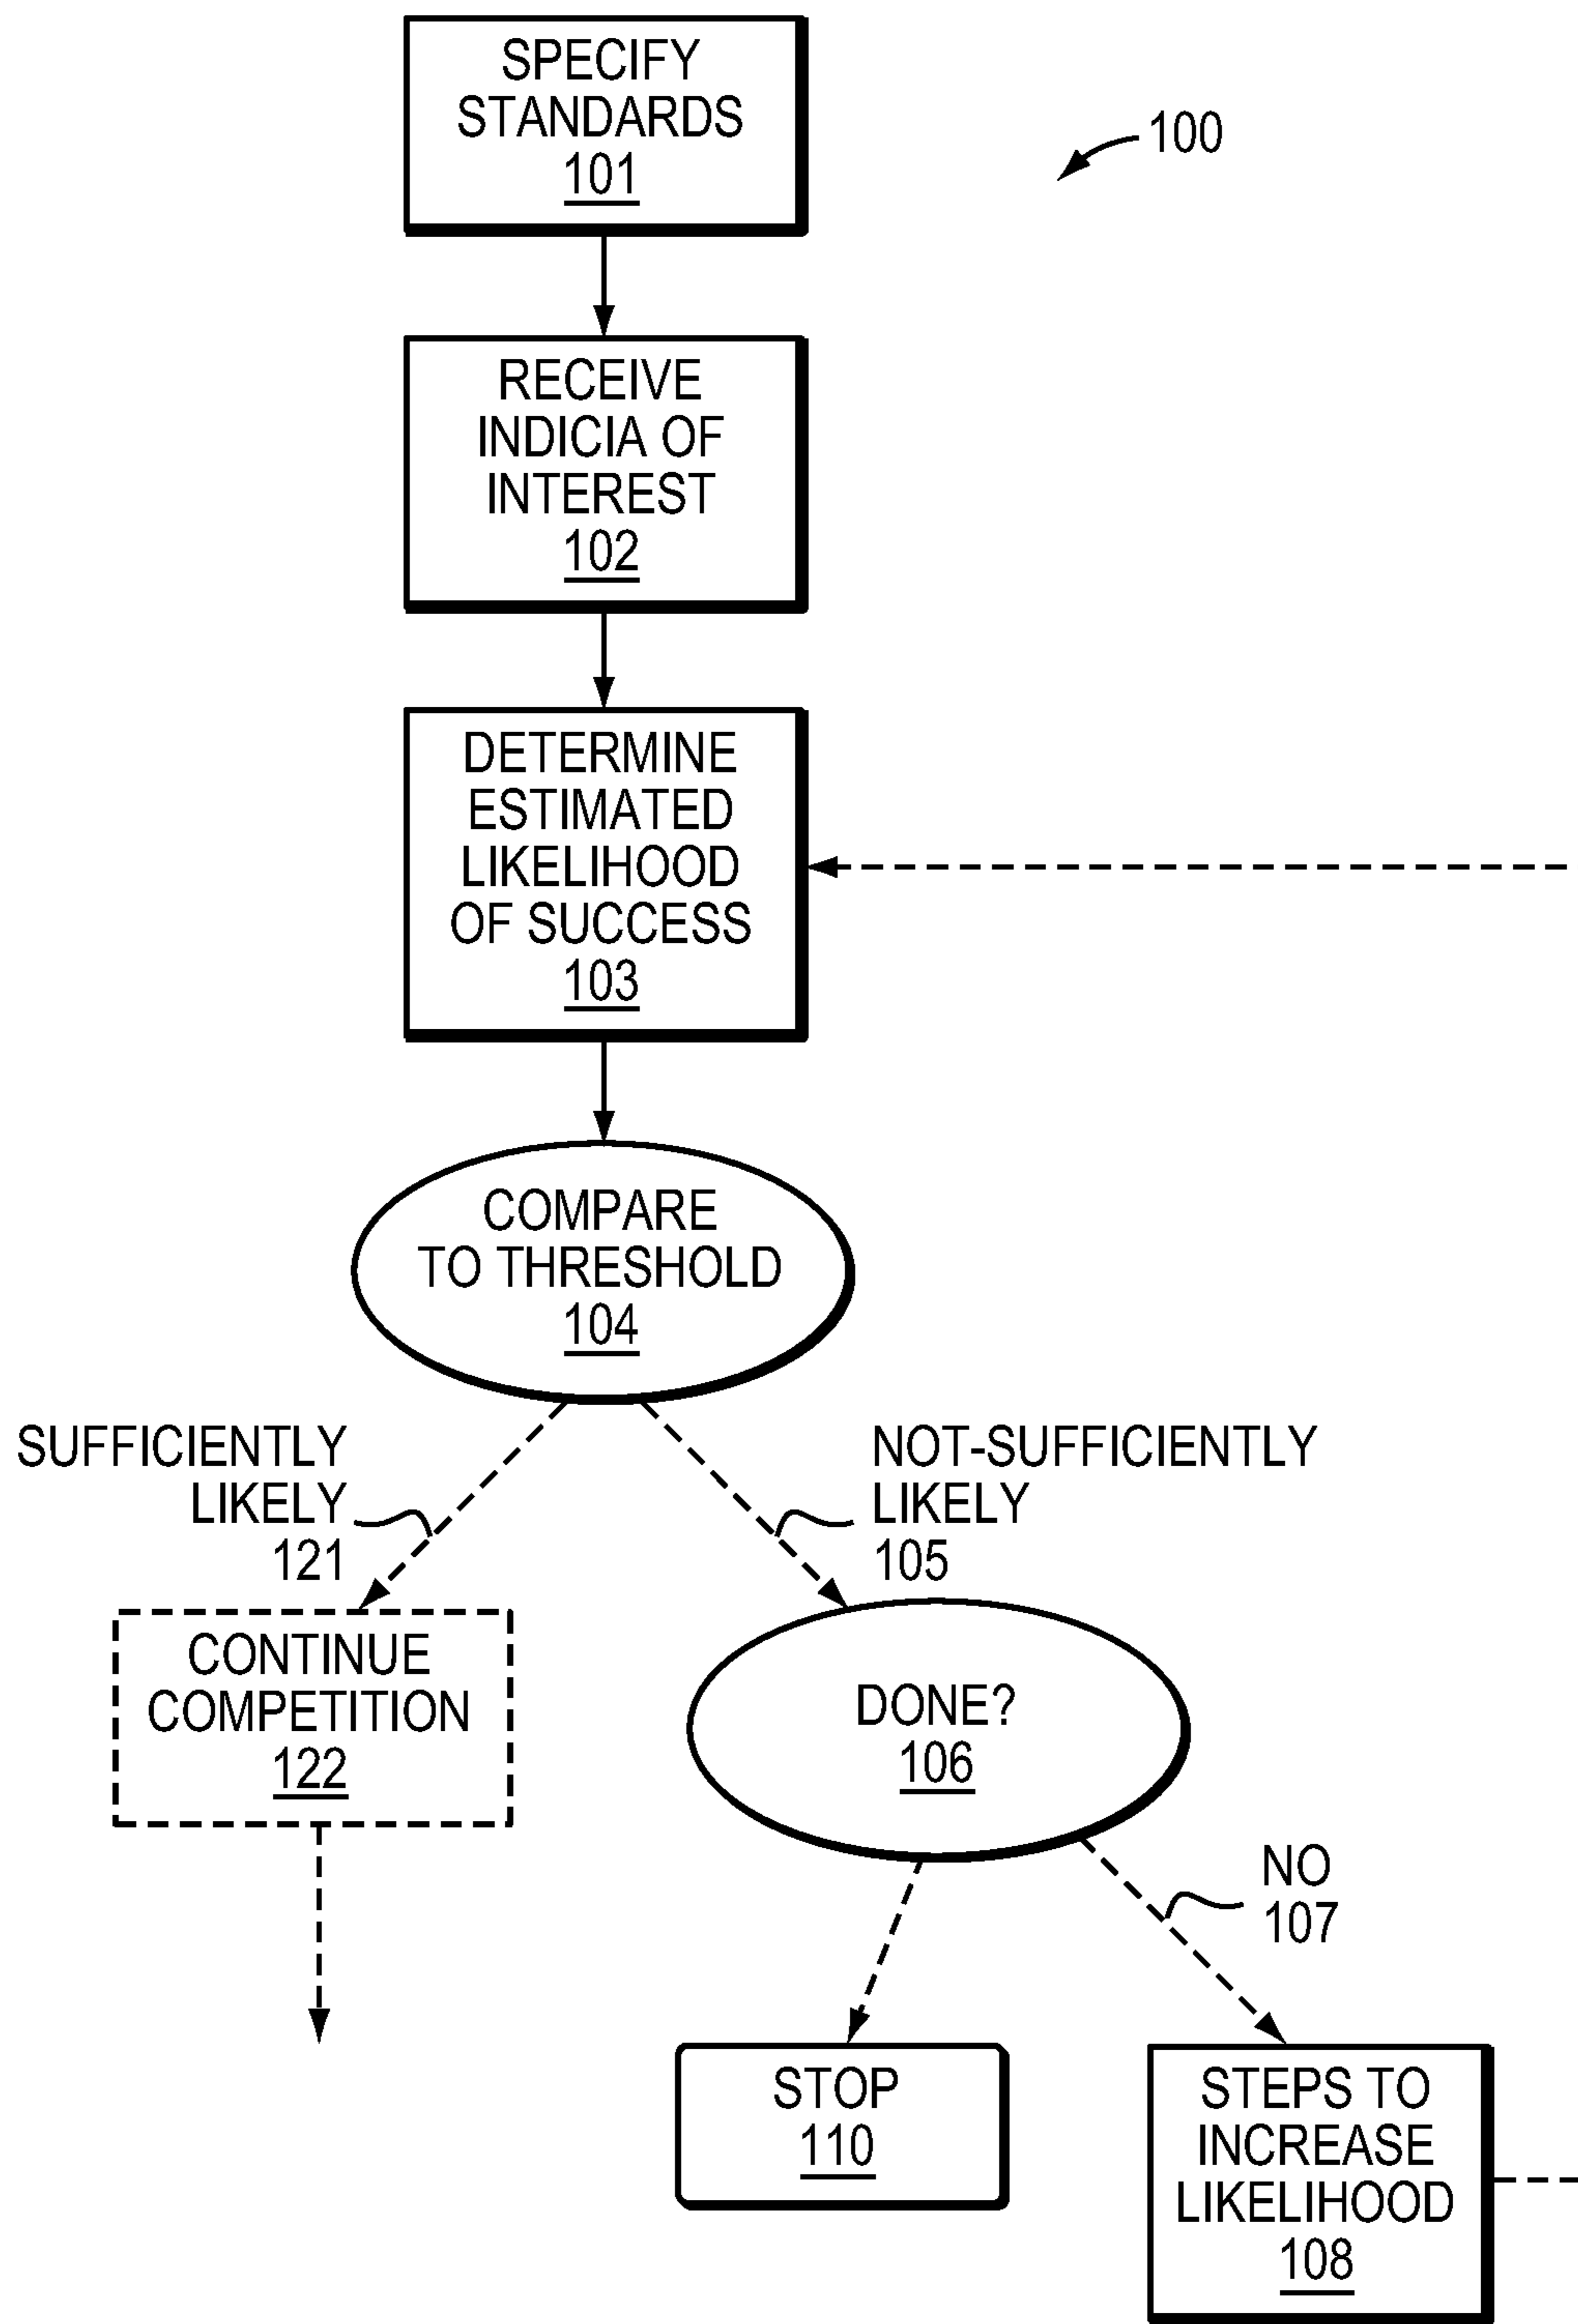 SPECIFY
STANDARDS
101
100
RECEIVE
INDICIA OF
INTEREST
102
DETERMINE
ESTIMATED
LIKELIHOOD
OF SUCCESS
103
COMPARE
TO THRESHOLD
104
SUFFICIENTLY
LIKELY
121
NOT-SUFFICIENTLY
LIKELY
105
CONTINUE
COMPETITION
122
DONE?
106
NO
107
STOP
110
STEPS TO
INCREASE
LIKELIHOOD
108